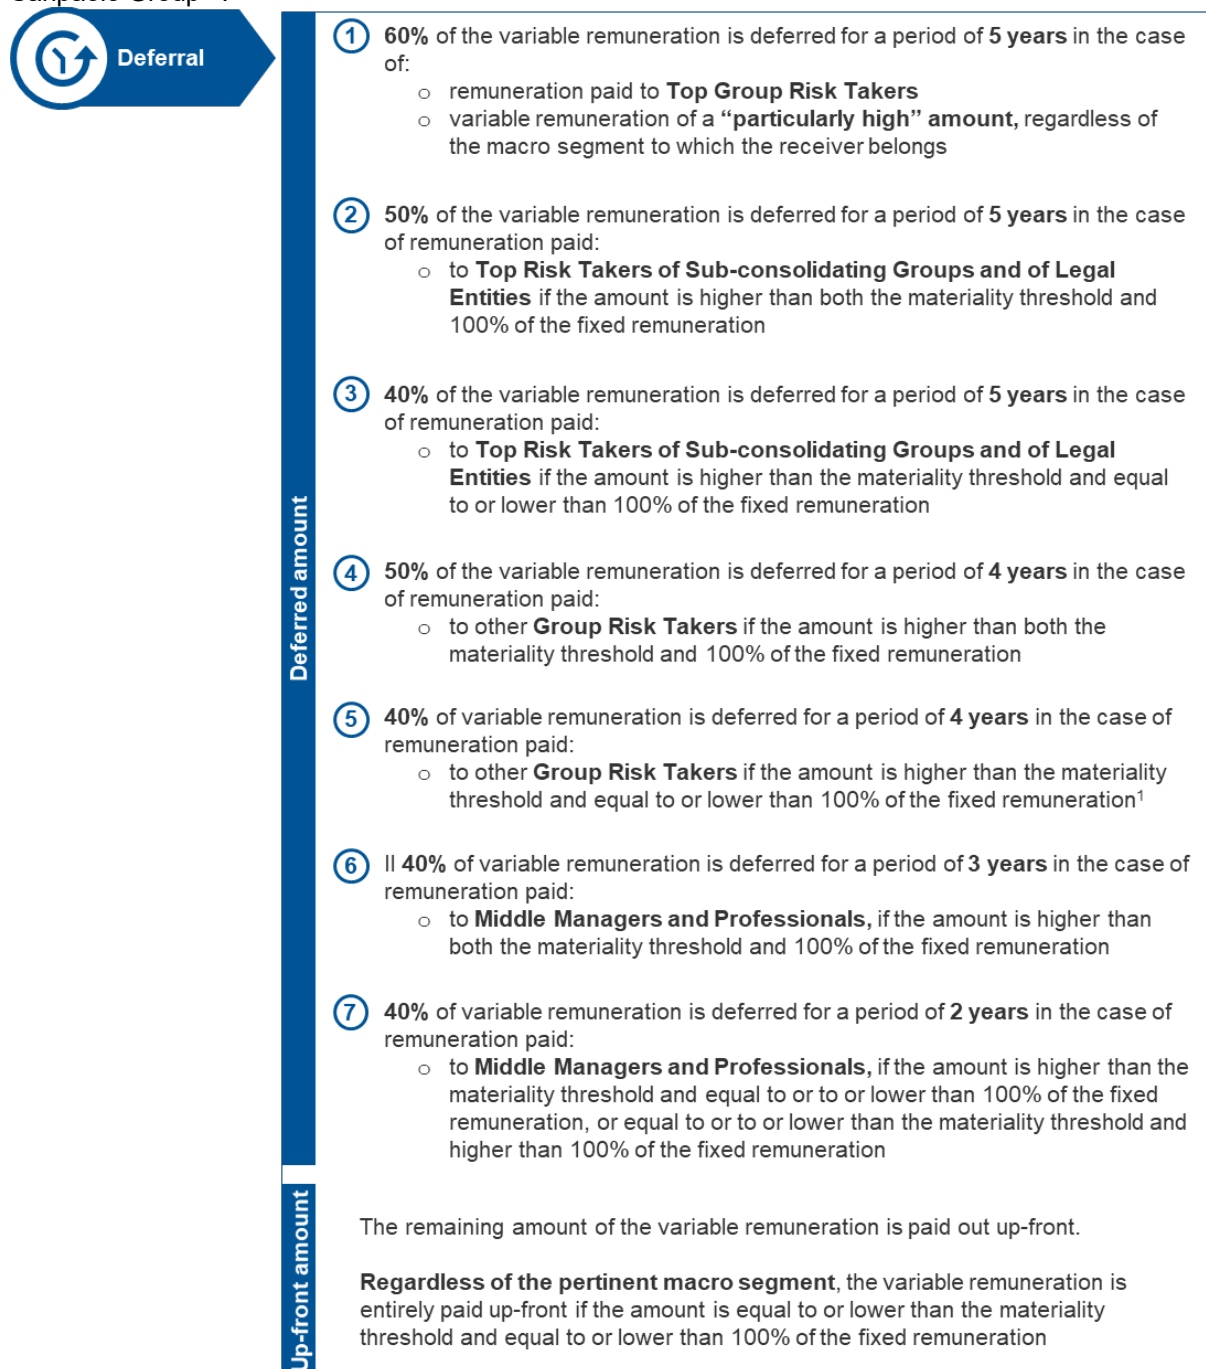 Sanpaolo Group
Deferral
Deferred amount
1 60% of the variable remuneration is deferred for a period of 5 years in the case
of:
o remuneration paid to Top Group Risk Takers
o variable remuneration of a “particularly high” amount, regardless of
the macro segment to which the receiver belongs
2 50% of the variable remuneration is deferred for a period of 5 years in the case
of remuneration paid:
o to Top Risk Takers of Sub-consolidating Groups and of Legal
Entities if the amount is higher than both the materiality threshold and
100% of the fixed remuneration
3 40% of the variable remuneration is deferred for a period of 5 years in the case
of remuneration paid:
o to Top Risk Takers of Sub-consolidating Groups and of Legal
Entities if the amount is higher than the materiality threshold and equal
to or lower than 100% of the fixed remuneration
4 50% of the variable remuneration is deferred for a period of 4 years in the case
of remuneration paid:
o to other Group Risk Takers if the amount is higher than both the
materiality threshold and 100% of the fixed remuneration
5 40% of variable remuneration is deferred for a period of 4 years in the case of
remuneration paid:
o to other Group Risk Takers if the amount is higher than the materiality
threshold and equal to or lower than 100% of the fixed remuneration¹
6 Il 40% of variable remuneration is deferred for a period of 3 years in the case of
remuneration paid:
o to Middle Managers and Professionals, if the amount is higher than
both the materiality threshold and 100% of the fixed remuneration
7 40% of variable remuneration is deferred for a period of 2 years in the case of
remuneration paid:
o to Middle Managers and Professionals, if the amount is higher than the
materiality threshold and equal to or to or lower than 100% of the fixed
remuneration, or equal to or to or lower than the materiality threshold and
higher than 100% of the fixed remuneration
Up-front amount
The remaining amount of the variable remuneration is paid out up-front.
Regardless of the pertinent macro segment, the variable remuneration is
entirely paid up-front if the amount is equal to or lower than the materiality
threshold and equal to or lower than 100% of the fixed remuneration